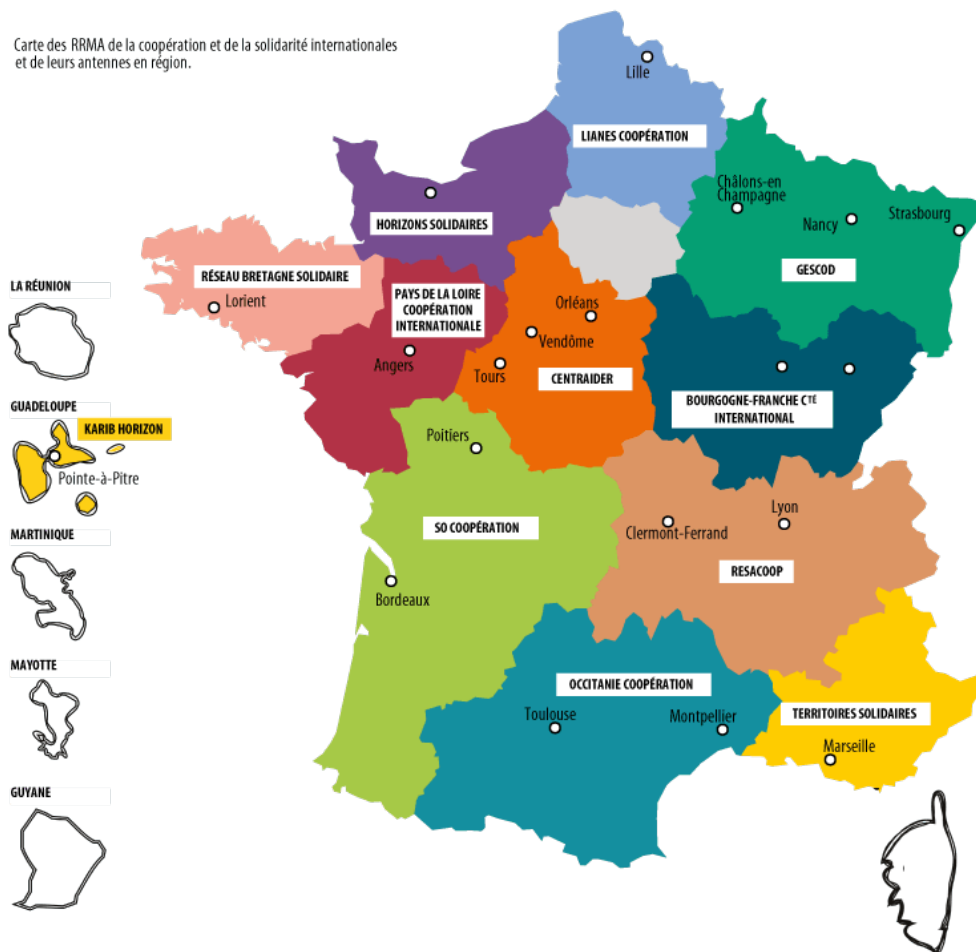 Carte des RRMA de la coopération et de la solidarité internationales
et de leurs antennes en région.
Lille
LIANES COOPÉRATION
Châlons-en
Champagne
Nancy
Strasbourg
GESCOD
HORIZONS SOLIDAIRES
RÉSEAU BRETAGNE SOLIDAIRE
Lorient
PAYS DE LA LOIRE
COOPÉRATION
INTERNATIONALE
Angers
Orléans
Vendôme
Tours
CENTRAIDER
BOURGOGNE-FRANCHE CTÉ
INTERNATIONAL
LA RÉUNION
GUADELOUPE
KARIB HORIZON
Pointe-à-Pitre
MARTINIQUE
MAYOTTE
GUYANE
Poitiers
SO COOPÉRATION
Bordeaux
Clermont-Ferrand
Lyon
RESACOOP
OCCITANIE COOPÉRATION
Toulouse
Montpellier
TERRITOIRES SOLIDAIRES
Marseille